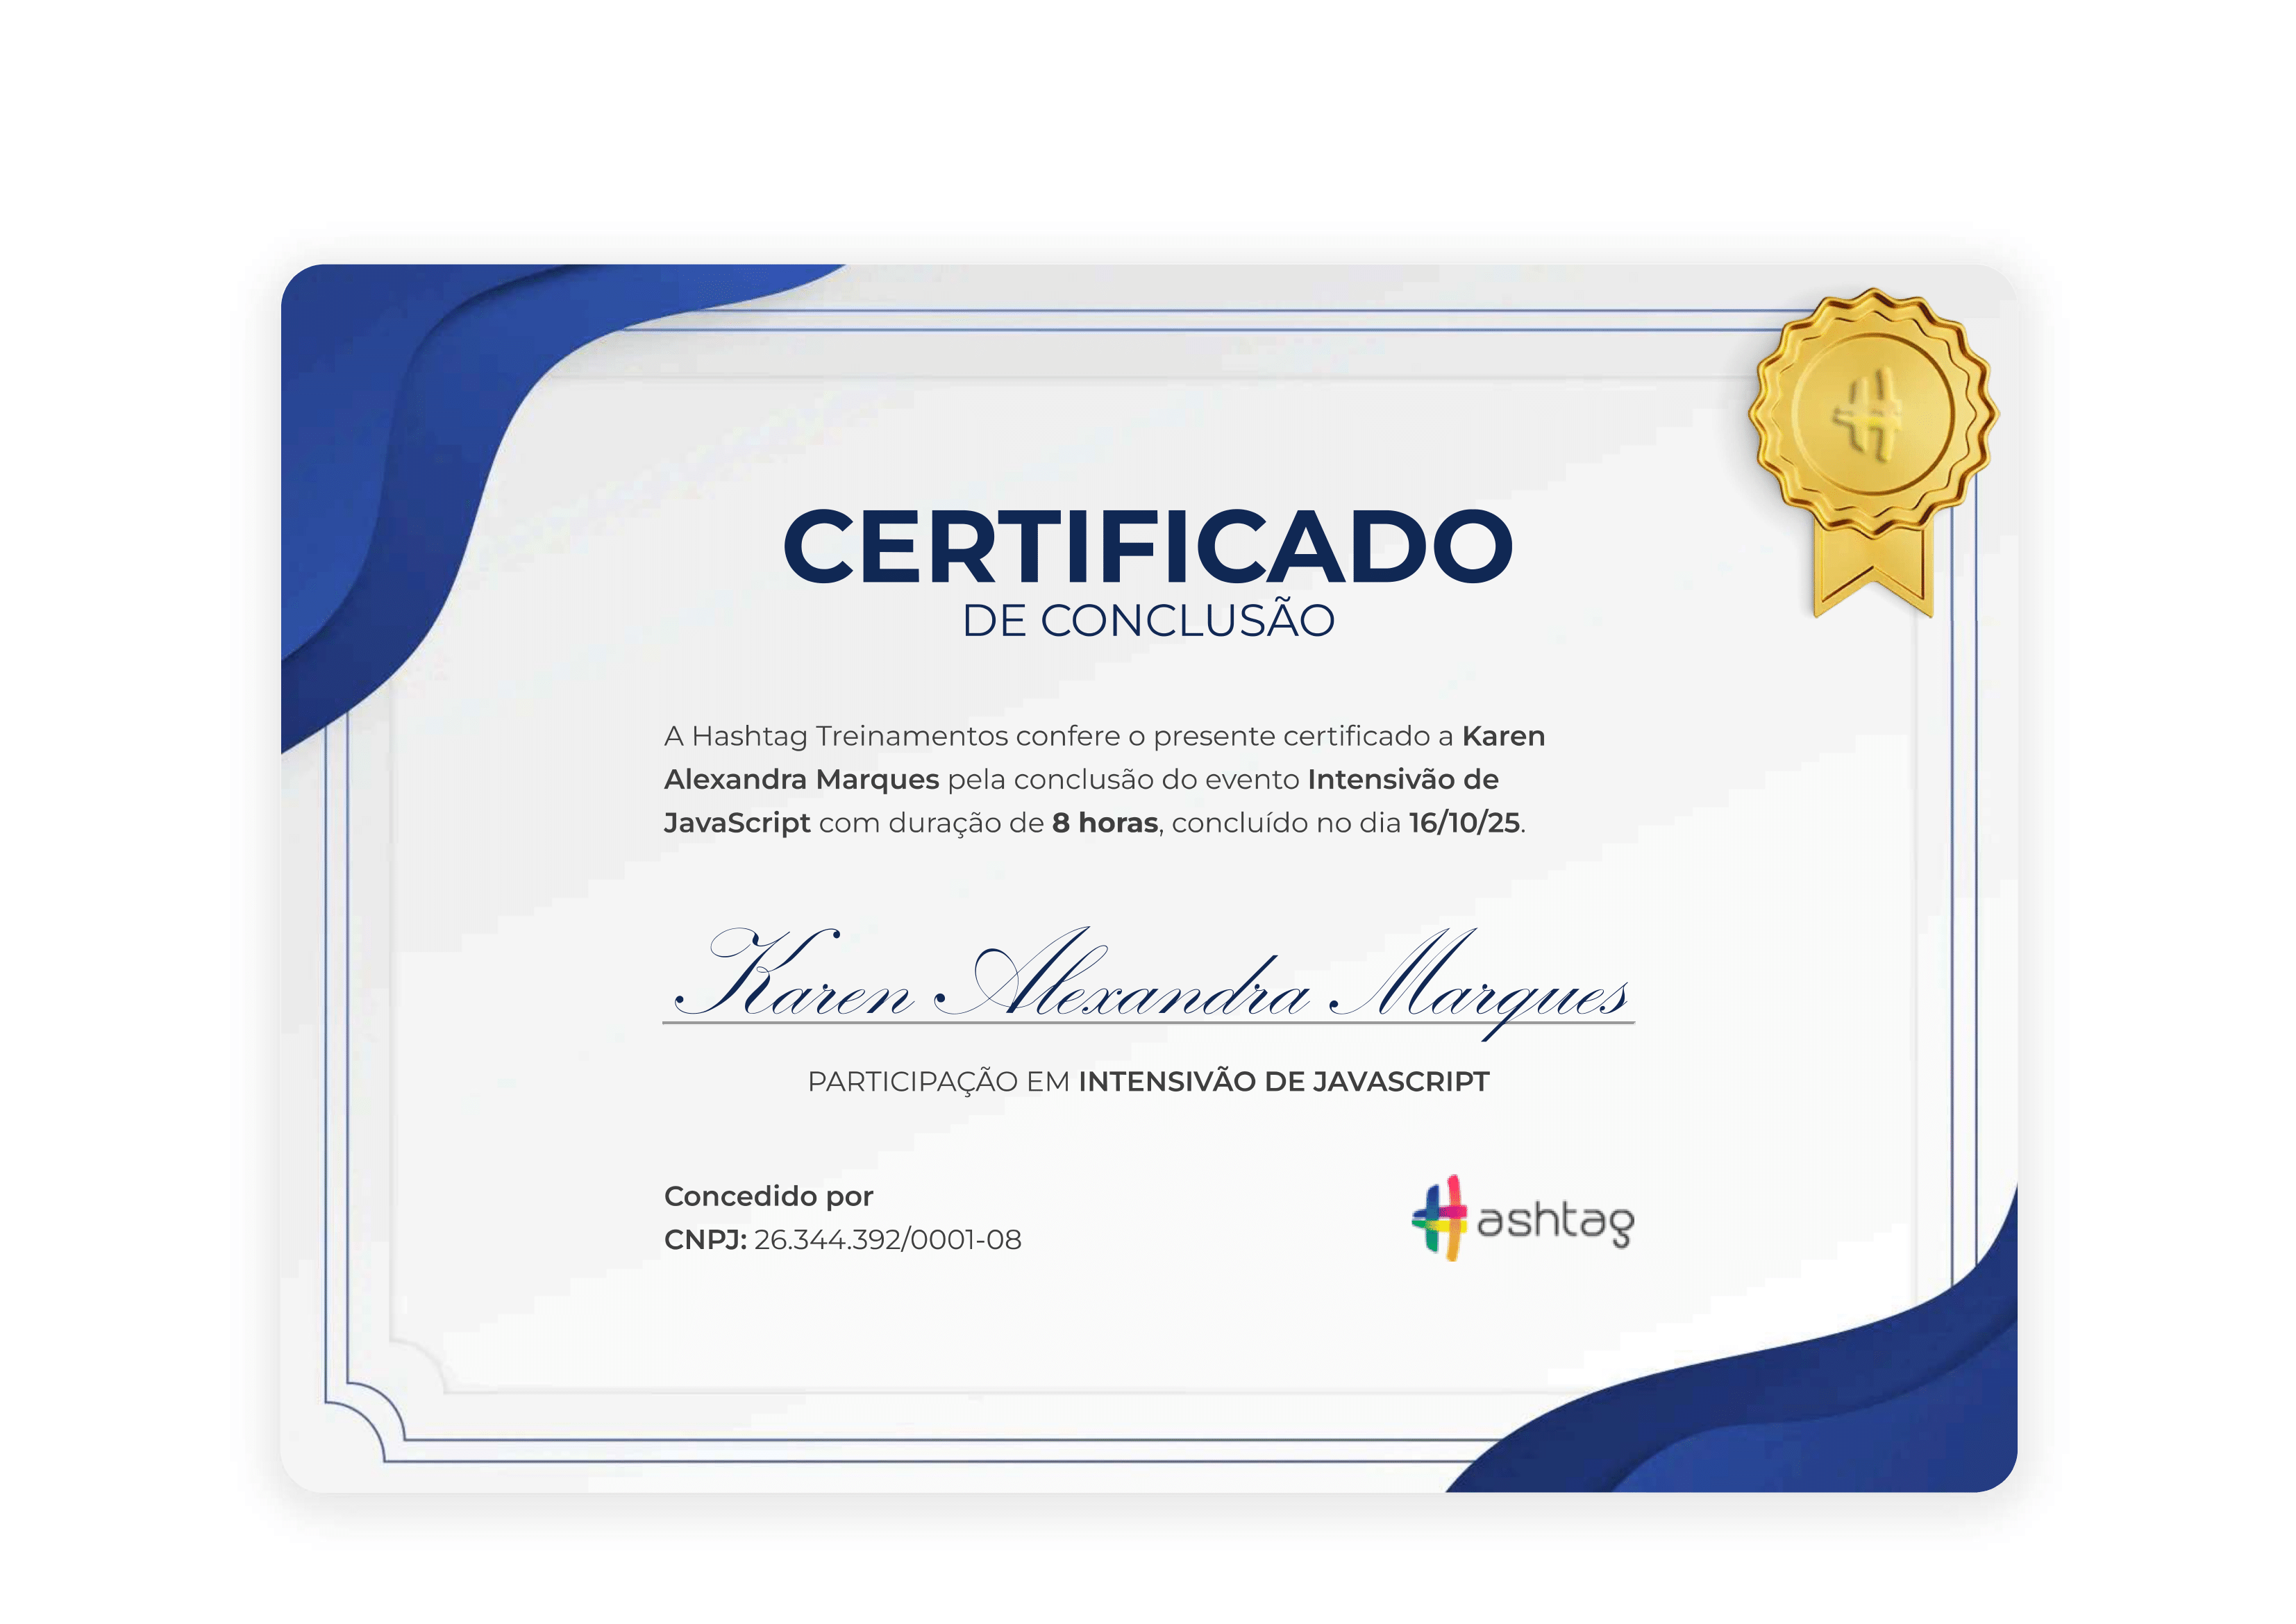 CERTIFICADO
DE CONCLUSÃO
A Hashtag Treinamentos confere o presente certificado a Karen
Alexandra Marques pela conclusão do evento Intensivão de
JavaScript com duração de 8 horas, concluído no dia 16/10/25.
Karen Alexandra Marques
PARTICIPAÇÃO EM INTENSIVÃO DE JAVASCRIPT
Concedido por
CNPJ: 26.344.392/0001-08
#ashtag